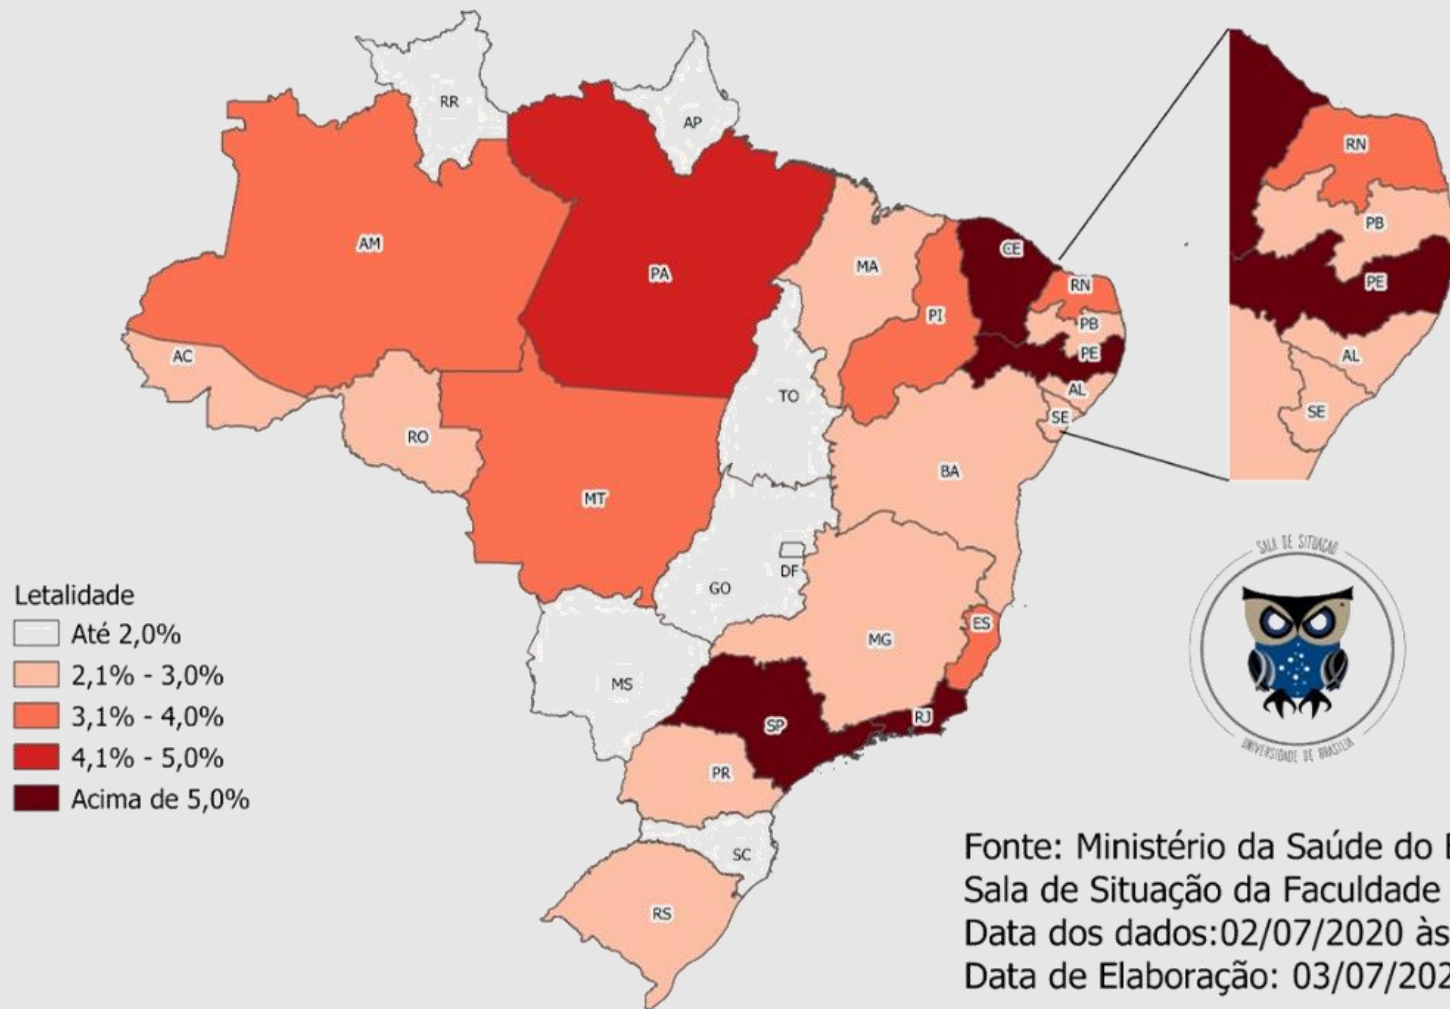 RR
AP
AM
PA
MA
CE
RN
PI
PB
PE
AC
TO
AL
SE
RO
BA
MT
DF
GO
ES
MG
MS
RJ
SP
PR
SC
RS
RN
PB
PE
AL
SE
Letalidade
Até 2,0%
2,1% - 3,0%
3,1% - 4,0%
4,1% - 5,0%
Acima de 5,0%
SALA DE SITUAÇÃO
UNIVERSIDADE DE BRASÍLIA
Fonte: Ministério da Saúde do
Sala de Situação da Faculdade
Data dos dados:02/07/2020 às
Data de Elaboração: 03/07/202